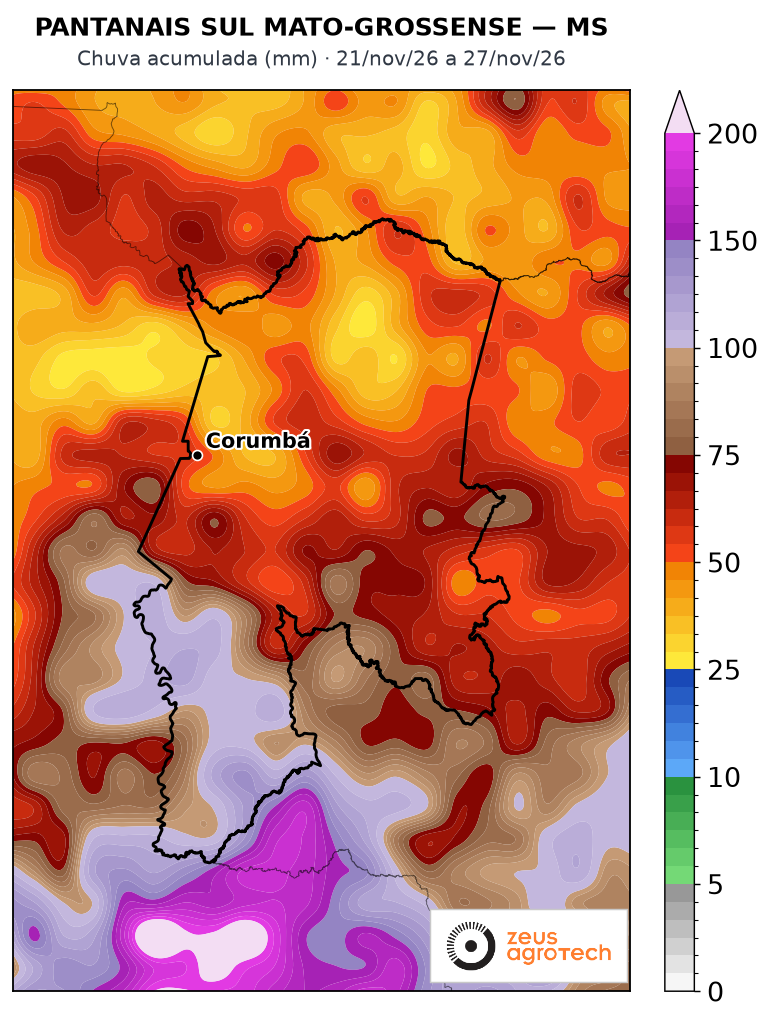 PANTANAIS SUL MATO-GROSSENSE — MS
Chuva acumulada (mm) · 21/nov/26 a 27/nov/26
200
150
100
75
50
25
10
5
0
Corumbá
zeus
agrotech